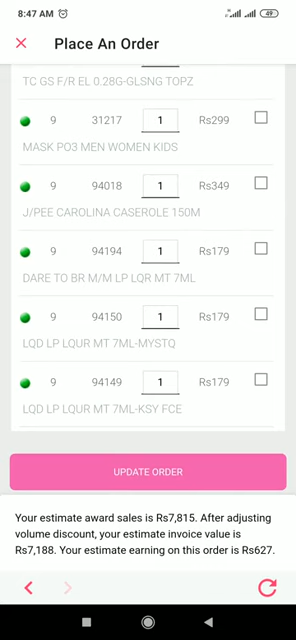 8:47 AM 49
Place An Order
TC GS F/R EL 0.28G-GLSNG TOPZ
9 31217 1 Rs299
MASK PO3 MEN WOMEN KIDS
9 94018 1 Rs349
J/PEE CAROLINA CASEROLE 150M
9 94194 1 Rs179
DARE TO BR M/M LP LQR MT 7ML
9 94150 1 Rs179
LQD LP LQUR MT 7ML-MYSTQ
9 94149 1 Rs179
LQD LP LQUR MT 7ML-KSY FCE
UPDATE ORDER
Your estimate award sales is Rs7,815. After adjusting
volume discount, your estimate invoice value is
Rs7,188. Your estimate earning on this order is Rs627.